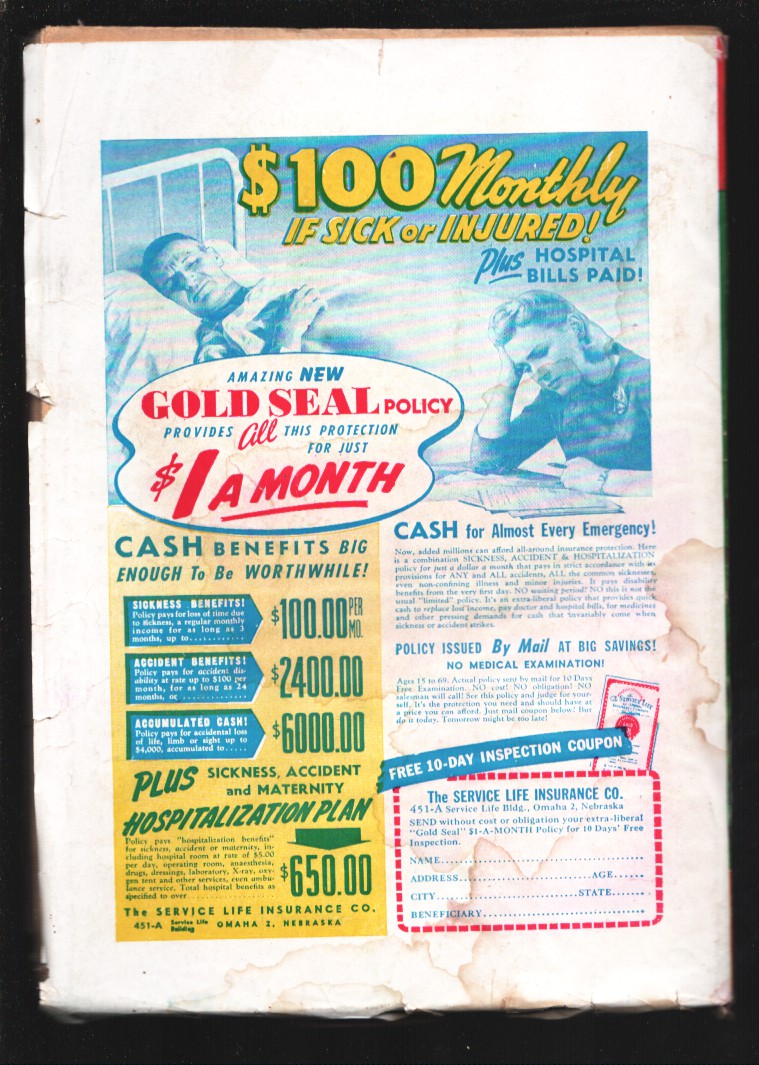 $100 Monthly
IF SICK or INJURED!
Plus HOSPITAL
BILLS PAID!
AMAZING NEW
GOLD SEAL POLICY
PROVIDES All THIS PROTECTION
FOR JUST
$1 A MONTH
CASH BENEFITS BIG
ENOUGH To Be WORTHWHILE!
SICKNESS BENEFITS!
Policy pays for loss of time due
to sickness, a regular monthly
income for as long as 3
months, up to.....
$100.00 PER MO.
ACCIDENT BENEFITS!
Policy pays for accident dis-
ability at rate up to $100 per
month, for as long as 24
months, or ..............
$2400.00
ACCUMULATED CASH!
Policy pays for accidental loss
of life, limb or sight up to
$4,000, accumulated to.....
$6000.00
PLUS SICKNESS, ACCIDENT
and MATERNITY
HOSPITALIZATION PLAN
Policy pays "hospitalization benefits"
for sickness, accident or maternity, in-
cluding hospital room at rate of $5.00
per day, operating room, anaesthesia,
drugs, dressings, laboratory, X-ray, oxy-
gen tent and other services, even ambu-
lance service. Total hospital benefits as
specified to over ..................
$650.00
The SERVICE LIFE INSURANCE CO.
451-A Service Life Building OMAHA 2, NEBRASKA
CASH for Almost Every Emergency!
Now, added millions can afford all-around insurance protection. Here
is a combination SICKNESS, ACCIDENT & HOSPITALIZATION
policy for just a dollar a month that pays in strict accordance with its
provisions for ANY and ALL accidents, ALL the common sicknesses,
even non-confining illness and minor injuries. It pays disability
benefits from the very first day. NO waiting period! NO this is not the
usual "limited" policy. It's an extra-liberal policy that provides quick
cash to replace lost income, pay doctor and hospital bills, for medicines
and other pressing demands for cash that invariably come when
sickness or accident strikes.
POLICY ISSUED By Mail AT BIG SAVINGS!
NO MEDICAL EXAMINATION!
Ages 15 to 69. Actual policy sent by mail for 10 Days
Free Examination. NO cost! NO obligation! NO
salesman will call! See this policy and judge for your-
self. It's the protection you need and should have at
a price you can afford. Just mail coupon below! But
do it today. Tomorrow might be too late!
FREE 10-DAY INSPECTION COUPON
The SERVICE LIFE INSURANCE CO.
451-A Service Life Bldg., Omaha 2, Nebraska
SEND without cost or obligation your extra-liberal
"Gold Seal" $1-A-MONTH Policy for 10 Days' Free
Inspection.
NAME..............................
ADDRESS......................AGE......
CITY......................STATE.......
BENEFICIARY..........................